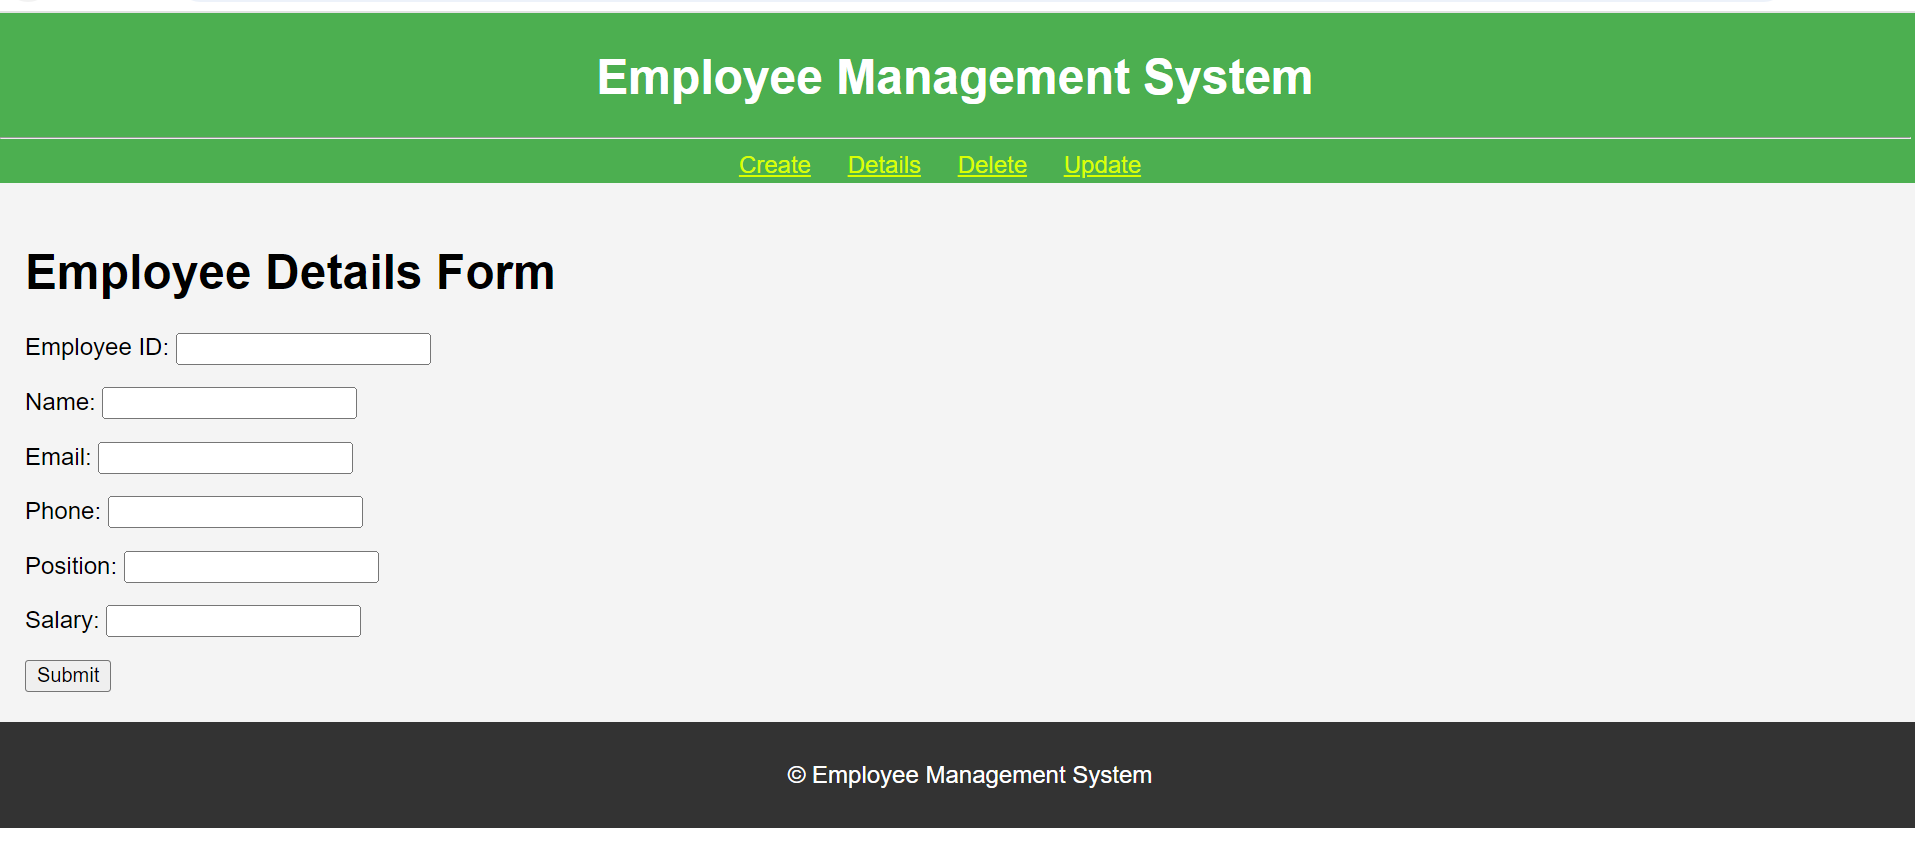 Employee Management System
Create Details Delete Update
Employee Details Form
Employee ID:
Name:
Email:
Phone:
Position:
Salary:
Submit
© Employee Management System